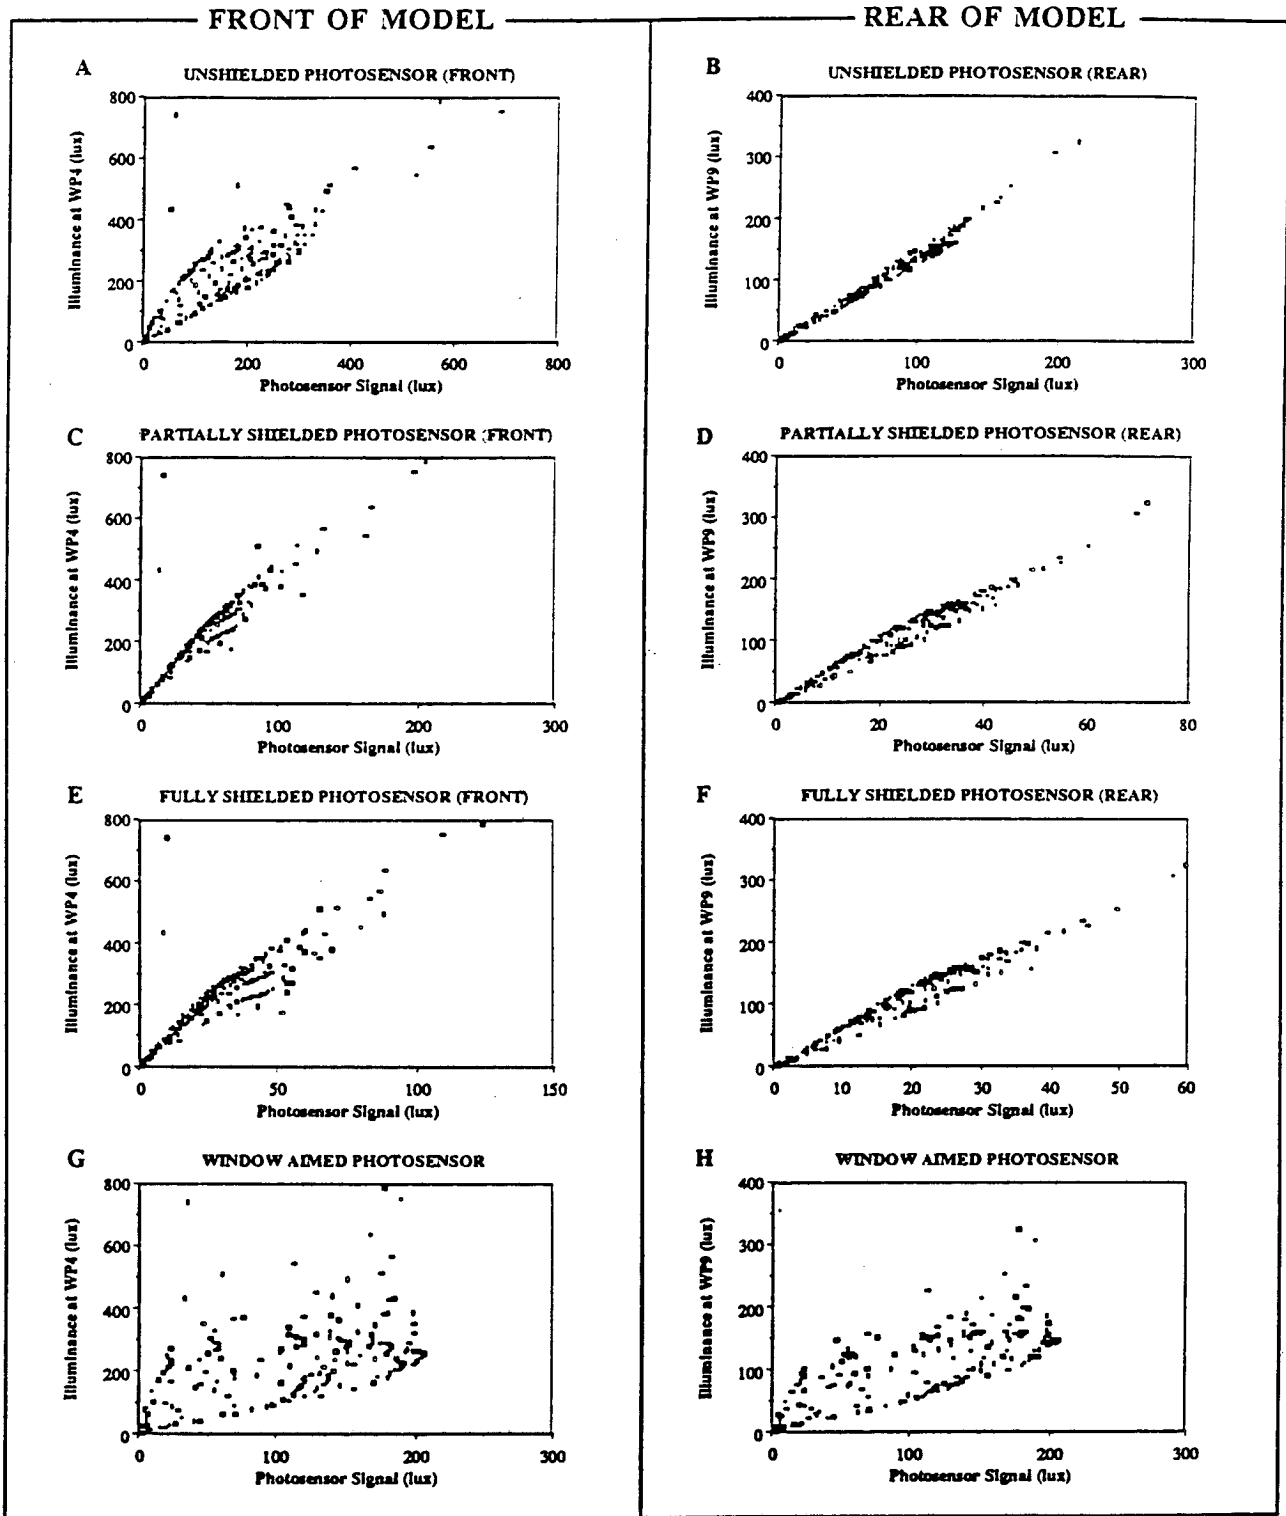 FRONT OF MODEL
REAR OF MODEL
A
UNSHIELDED PHOTOSENSOR (FRONT)
Illuminance at WP4 (lux)
800
600
400
200
0
0 200 400 600 800
Photosensor Signal (lux)
B
UNSHIELDED PHOTOSENSOR (REAR)
Illuminance at WP9 (lux)
400
300
200
100
0
0 100 200 300
Photosensor Signal (lux)
C
PARTIALLY SHIELDED PHOTOSENSOR (FRONT)
Illuminance at WP4 (lux)
800
600
400
200
0
0 100 200 300
Photosensor Signal (lux)
D
PARTIALLY SHIELDED PHOTOSENSOR (REAR)
Illuminance at WP9 (lux)
400
300
200
100
0
0 20 40 60 80
Photosensor Signal (lux)
E
FULLY SHIELDED PHOTOSENSOR (FRONT)
Illuminance at WP4 (lux)
800
600
400
200
0
0 50 100 150
Photosensor Signal (lux)
F
FULLY SHIELDED PHOTOSENSOR (REAR)
Illuminance at WP9 (lux)
400
300
200
100
0
0 10 20 30 40 50 60
Photosensor Signal (lux)
G
WINDOW AIMED PHOTOSENSOR
Illuminance at WP4 (lux)
800
600
400
200
0
0 100 200 300
Photosensor Signal (lux)
H
WINDOW AIMED PHOTOSENSOR
Illuminance at WP9 (lux)
400
300
200
100
0
0 100 200 300
Photosensor Signal (lux)